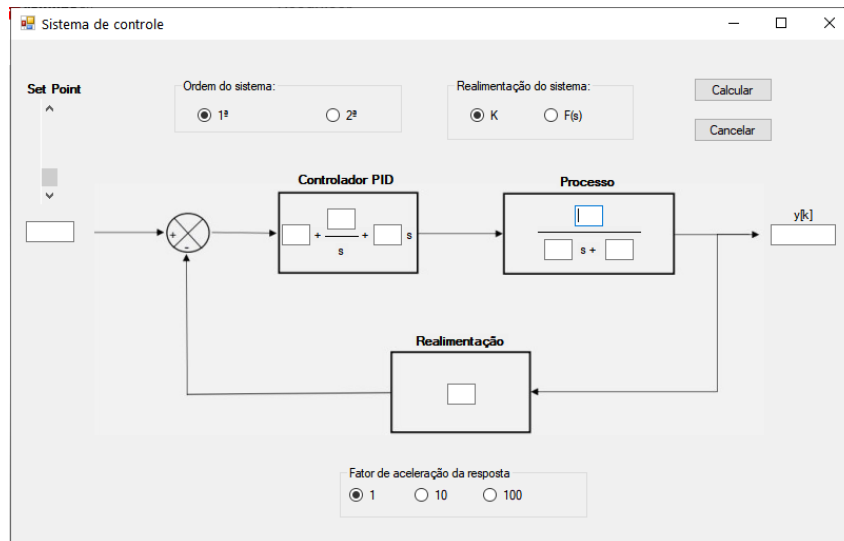 Sistema de controle
Set Point
Ordem do sistema:
1ª
2ª
Realimentação do sistema:
K
F(s)
Calcular
Cancelar
Controlador PID
+ + s
s
Processo
s +
y[k]
+
-
Realimentação
Fator de aceleração da resposta
1
10
100